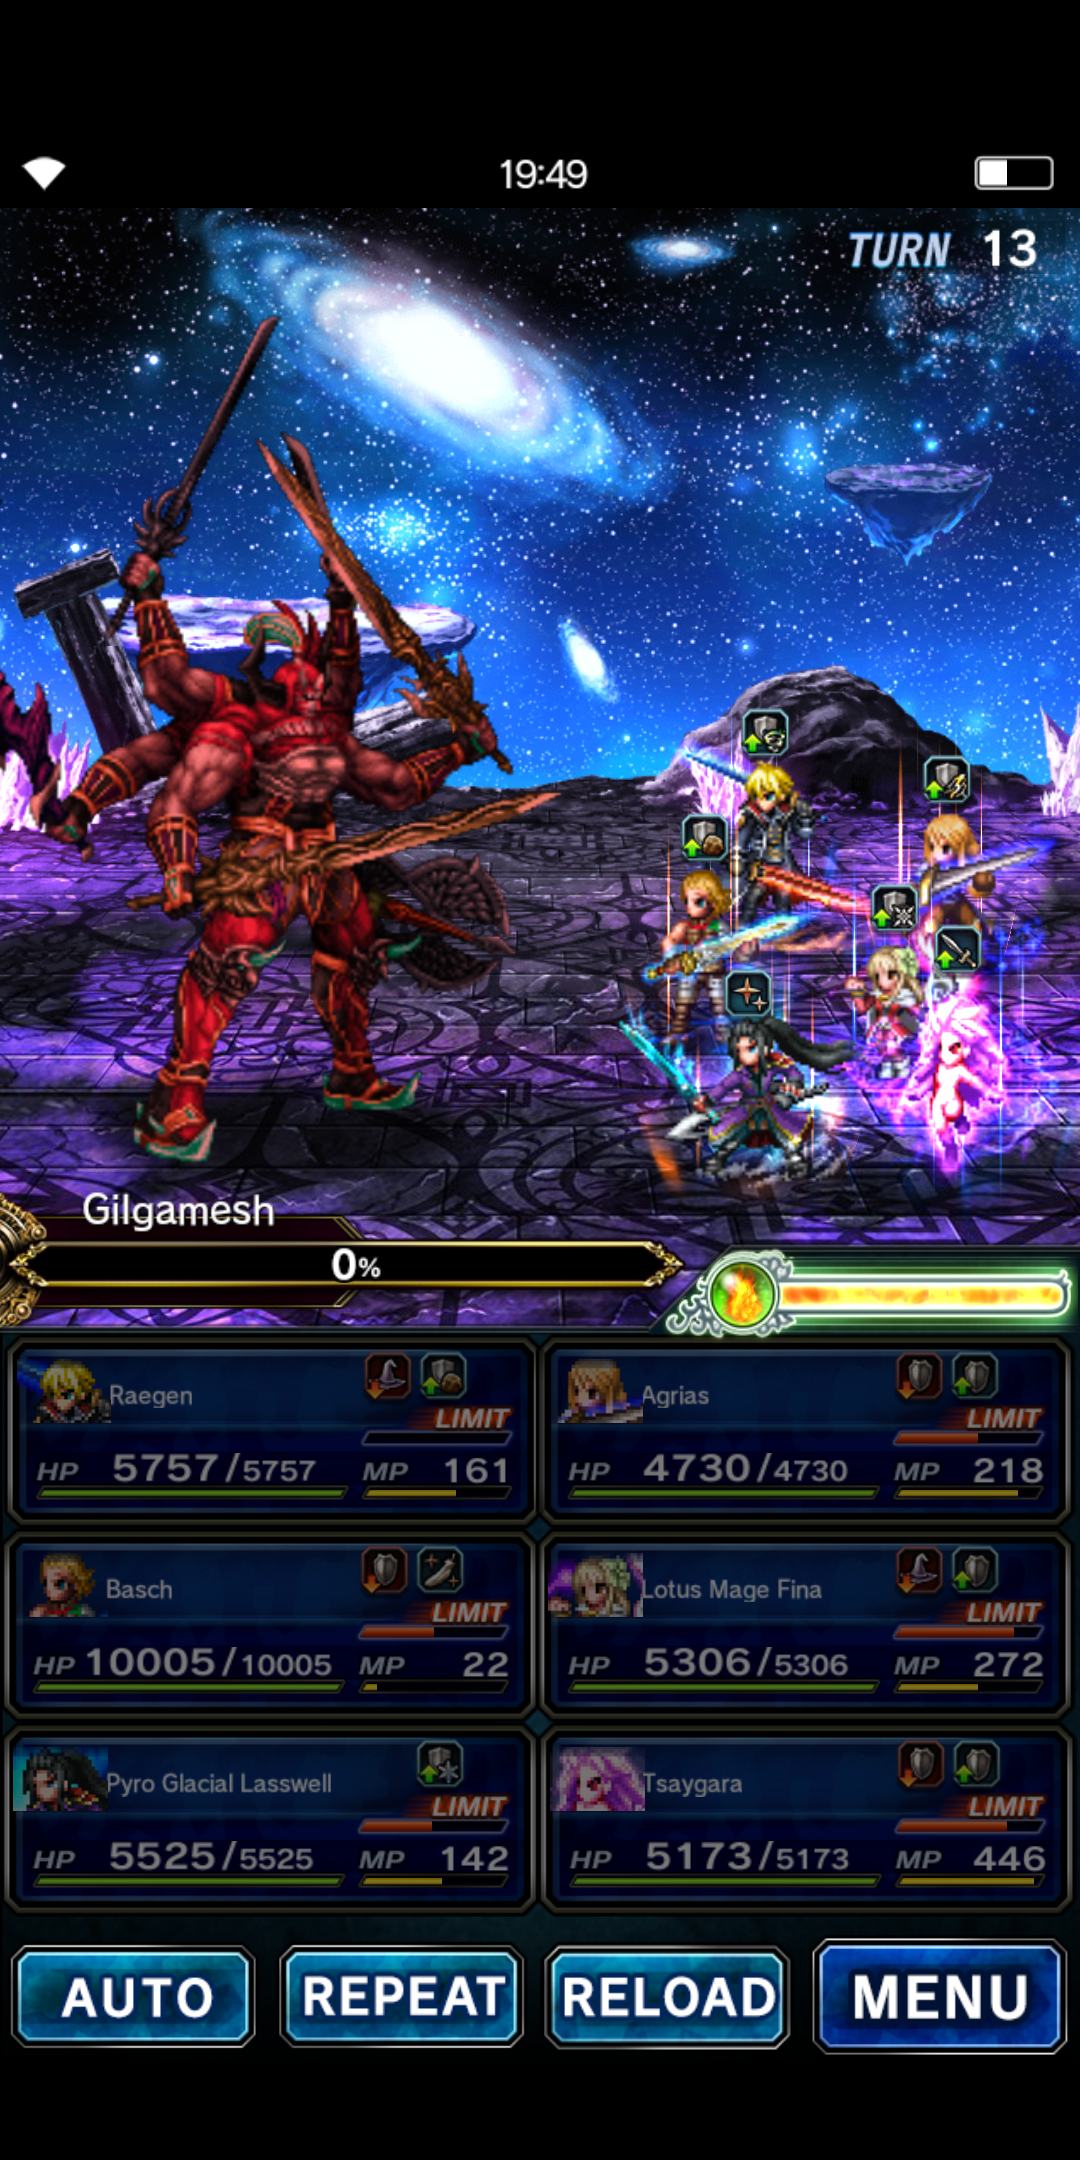 19:49
TURN 13
Gilgamesh
0%
Raegen
LIMIT
HP 5757/5757 MP 161
Agrias
LIMIT
HP 4730/4730 MP 218
Basch
LIMIT
HP 10005/10005 MP 22
Lotus Mage Fina
LIMIT
HP 5306/5306 MP 272
Pyro Glacial Lasswell
LIMIT
HP 5525/5525 MP 142
Tsaygara
LIMIT
HP 5173/5173 MP 446
AUTO
REPEAT
RELOAD
MENU